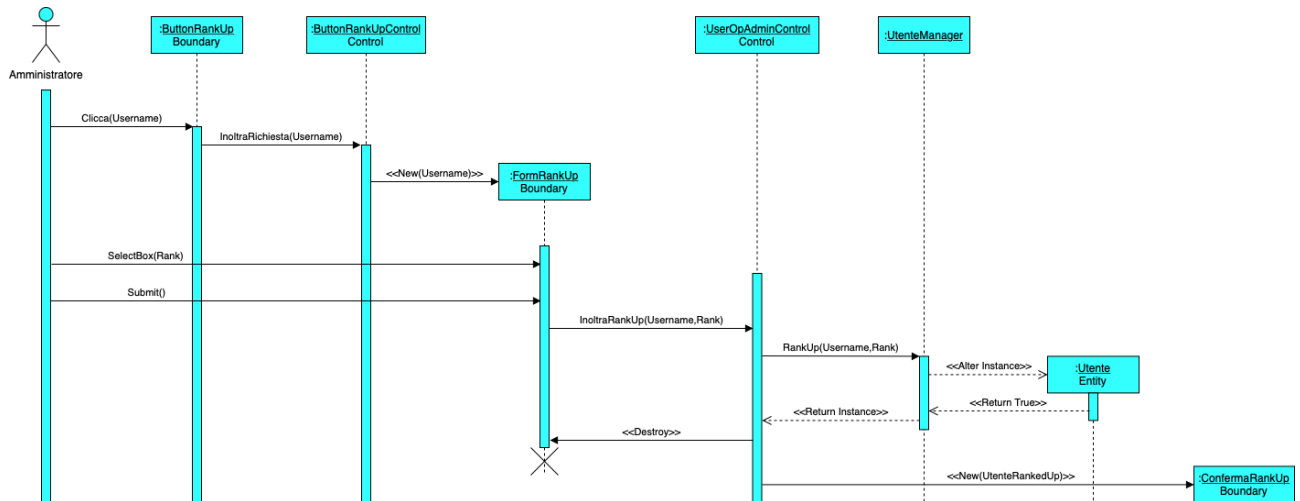 :ButtonRankUp
Boundary
:ButtonRankUpControl
Control
:UserOpAdminControl
Control
:UtenteManager
Amministratore
Clicca(Username)
InoltraRichiesta(Username)
<<New(Username)>>
:FormRankUp
Boundary
SelectBox(Rank)
Submit()
InoltraRankUp(Username,Rank)
RankUp(Username,Rank)
<<Alter Instance>>
:Utente
Entity
<<Return True>>
<<Return Instance>>
<<Destroy>>
<<New(UtenteRankedUp)>>
:ConfermaRankUp
Boundary